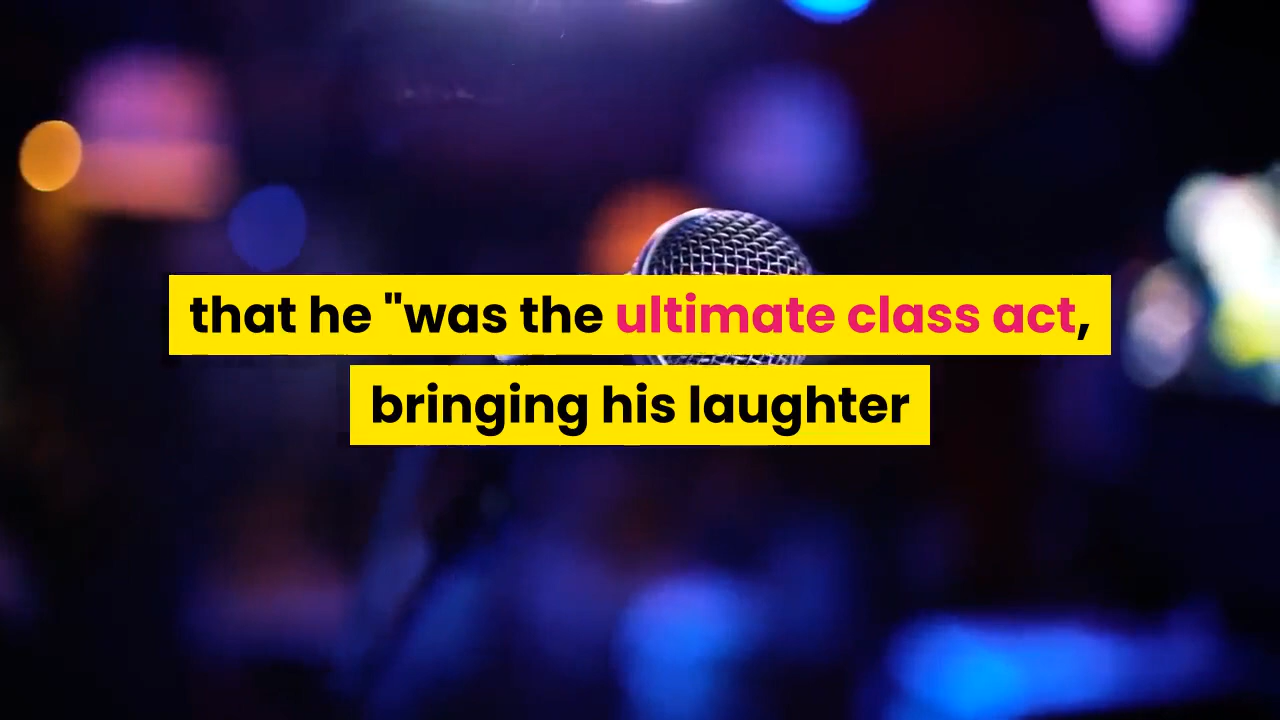 that he "was the ultimate class act,
bringing his laughter